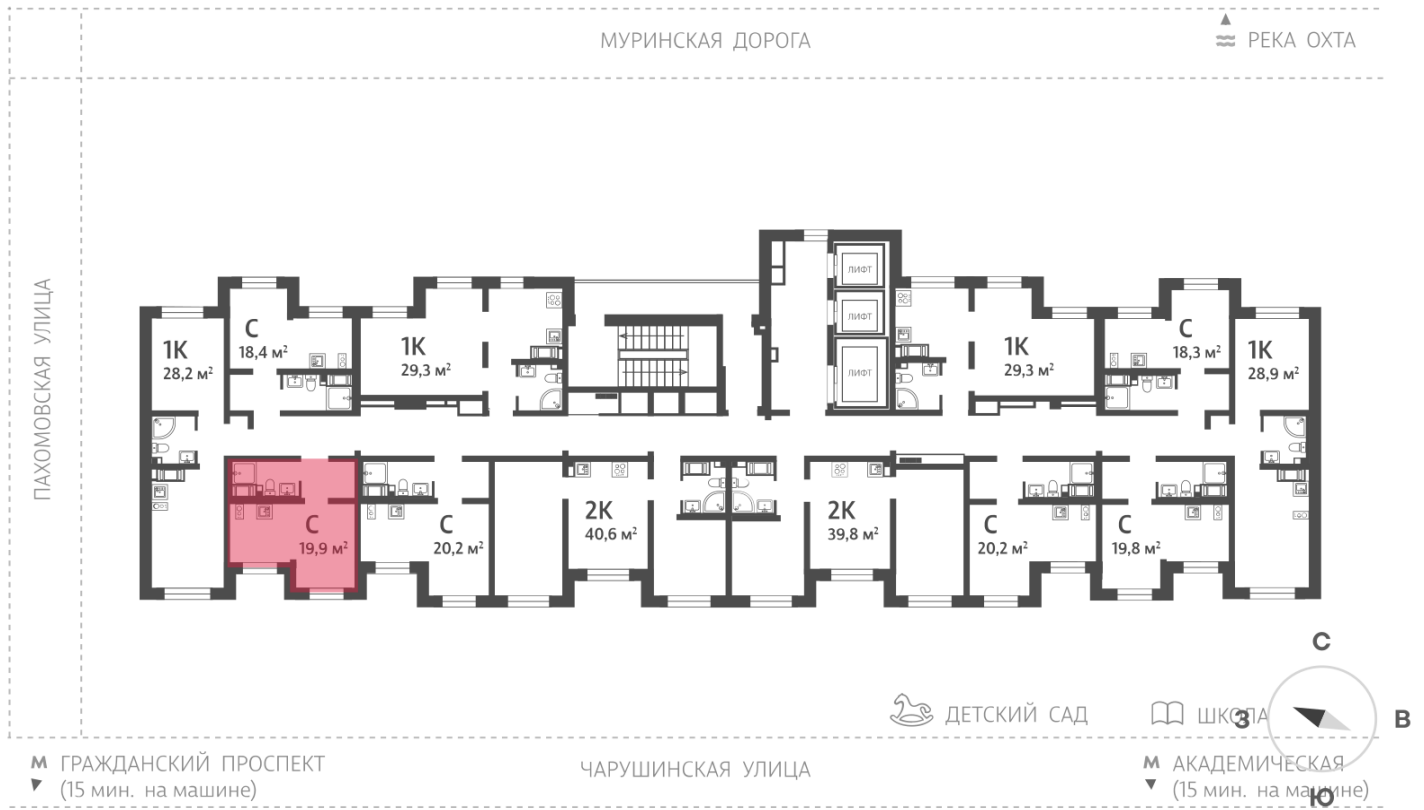 МУРИНСКАЯ ДОРОГА
РЕКА ОХТА
ПАХОМОВСКАЯ УЛИЦА
ЛИФТ
ЛИФТ
ЛИФТ
1К
28,2 м²
С
18,4 м²
1К
29,3 м²
1К
29,3 м²
С
18,3 м²
1К
28,9 м²
С
19,9 м²
С
20,2 м²
2К
40,6 м²
2К
39,8 м²
С
20,2 м²
С
19,8 м²
С
З
В
Ю
ДЕТСКИЙ САД
ШКОЛА
М ГРАЖДАНСКИЙ ПРОСПЕКТ
(15 мин. на машине)
ЧАРУШИНСКАЯ УЛИЦА
М АКАДЕМИЧЕСКАЯ
(15 мин. на машине)